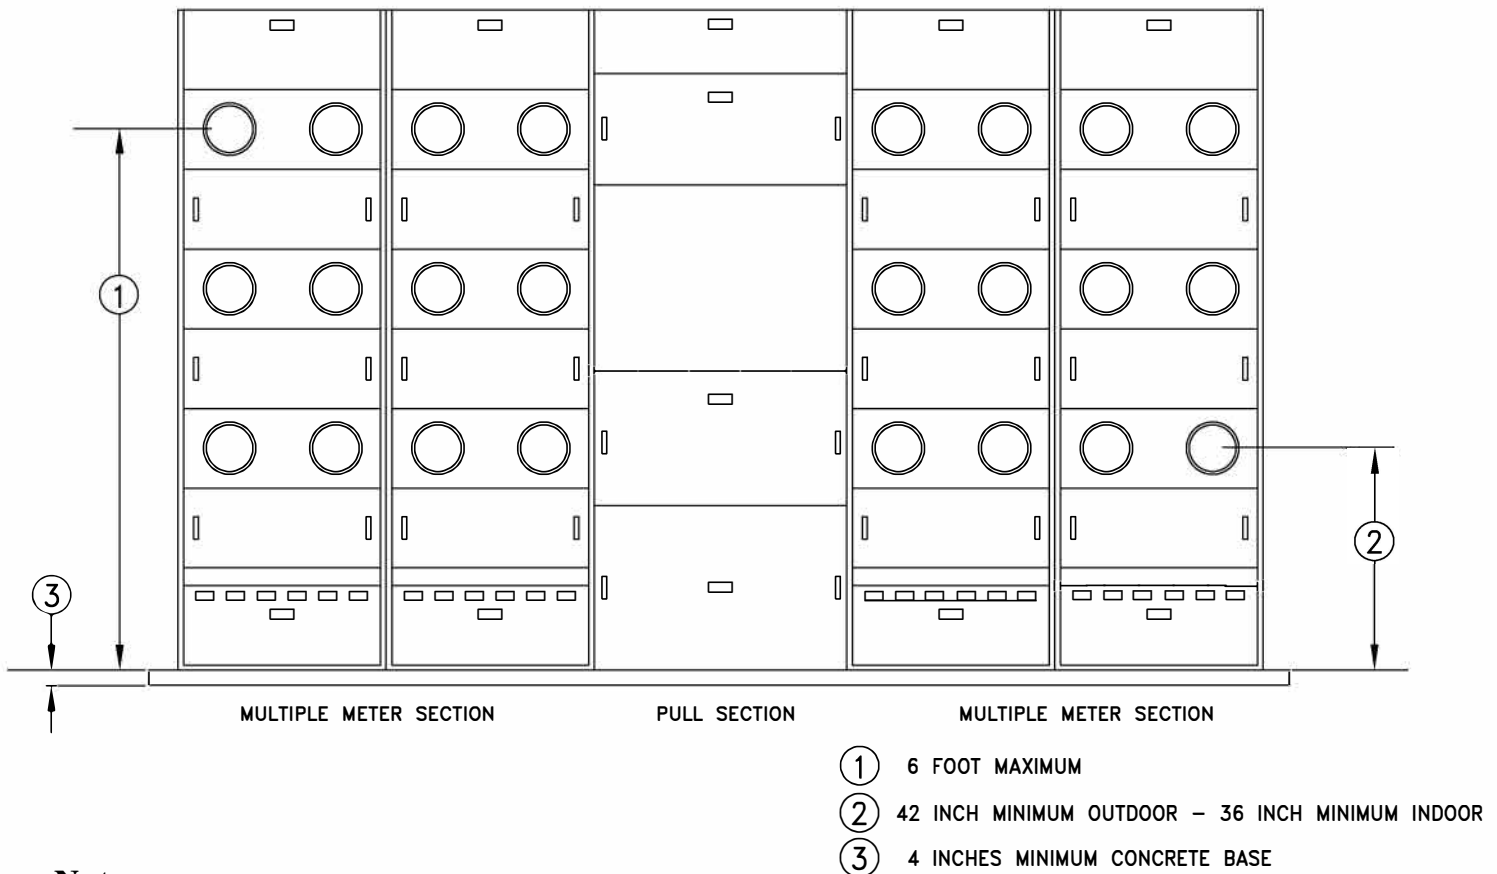 1
3
2
MULTIPLE METER SECTION PULL SECTION MULTIPLE METER SECTION
1 6 FOOT MAXIMUM
2 42 INCH MINIMUM OUTDOOR – 36 INCH MINIMUM INDOOR
3 4 INCHES MINIMUM CONCRETE BASE